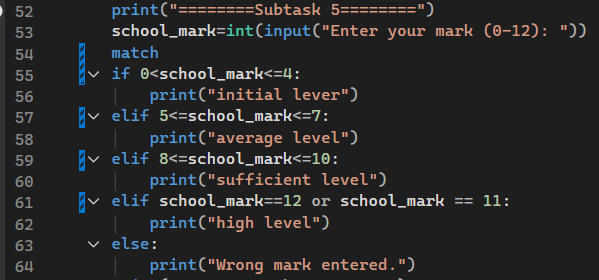 52 print("========Subtask 5========")
53 school_mark=int(input("Enter your mark (0-12): "))
54 match
55 if 0<school_mark<=4:
56 print("initial lever")
57 elif 5<=school_mark<=7:
58 print("average level")
59 elif 8<=school_mark<=10:
60 print("sufficient level")
61 elif school_mark==12 or school_mark == 11:
62 print("high level")
63 else:
64 print("Wrong mark entered.")